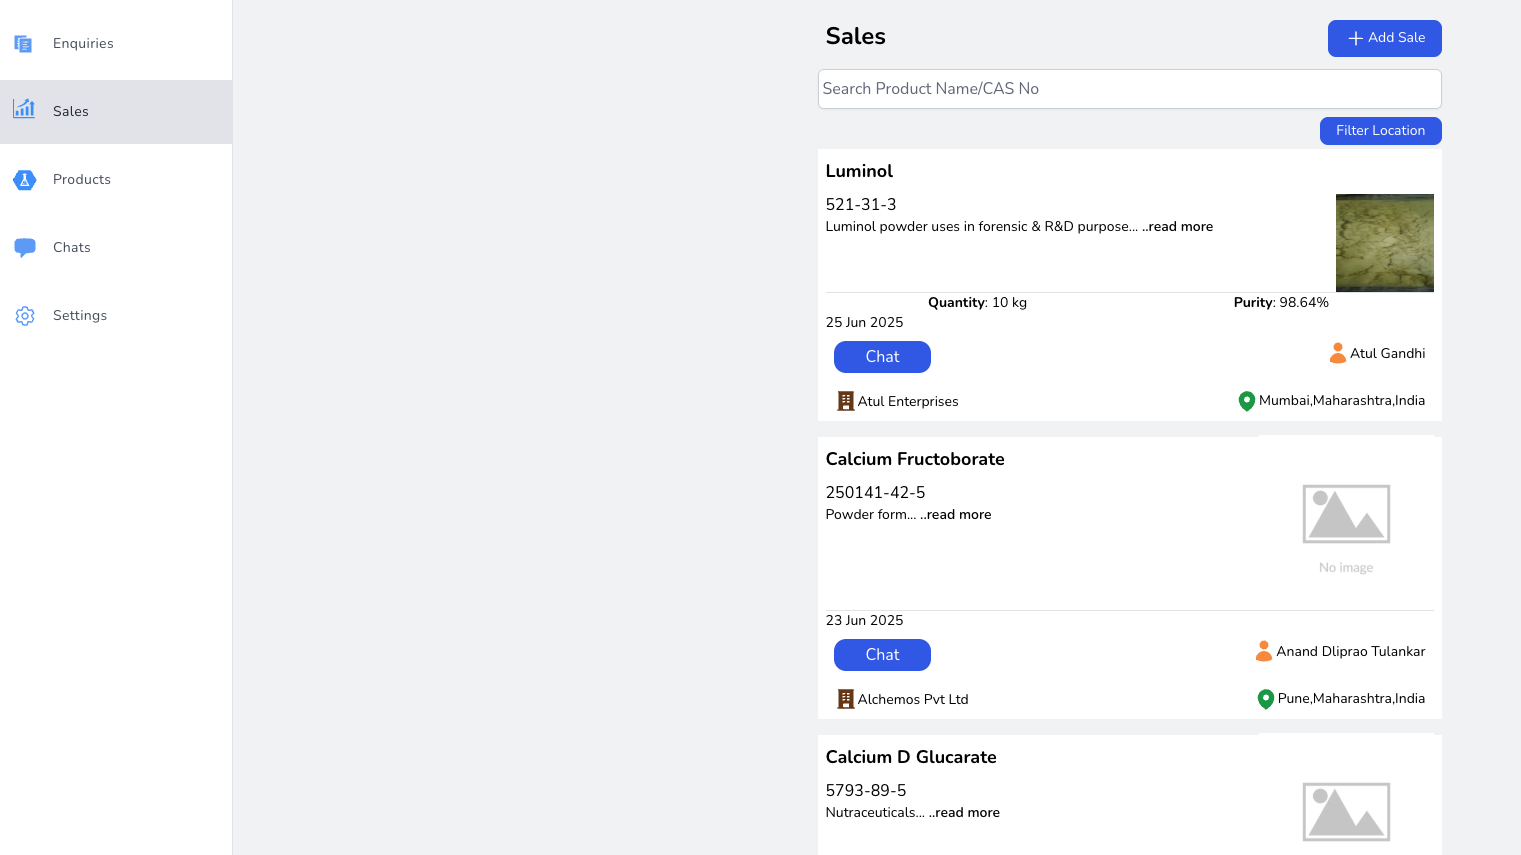 Enquiries
Sales
Products
Chats
Settings
Sales
Add Sale
Search Product Name/CAS No
Filter Location
Luminol
521-31-3
Luminol powder uses in forensic & R&D purpose... ..read more
Quantity: 10 kg
Purity: 98.64%
25 Jun 2025
Chat
Atul Gandhi
Atul Enterprises
Mumbai,Maharashtra,India
Calcium Fructoborate
250141-42-5
Powder form... ..read more
No image
23 Jun 2025
Chat
Anand Dliprao Tulankar
Alchemos Pvt Ltd
Pune,Maharashtra,India
Calcium D Glucarate
5793-89-5
Nutraceuticals... ..read more